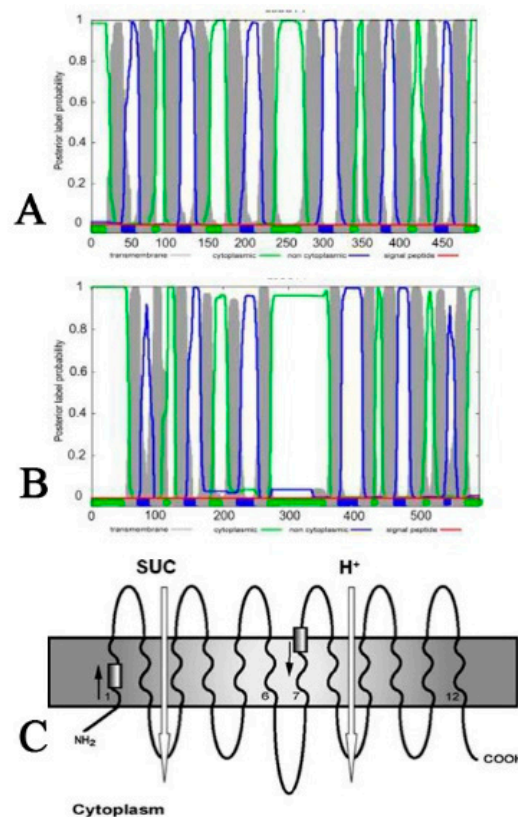 A
Posterior label probability
1
0.8
0.6
0.4
0.2
0
0 50 100 150 200 250 300 350 400 450
transmembrane cytoplasmic non cytoplasmic signal peptide
B
Posterior label probability
1
0.8
0.6
0.4
0.2
0
0 100 200 300 400 500
transmembrane cytoplasmic non cytoplasmic signal peptide
SUC H⁺
1 6 7 12
C
NH₂
COOH
Cytoplasm